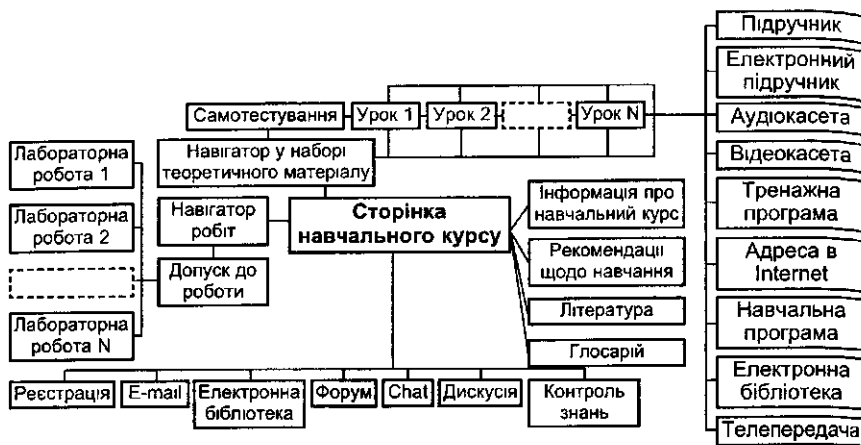 Підручник
Електронний
підручник
Аудіокасета
Відеокасета
Тренажна
програма
Адреса в
Internet
Навчальна
програма
Електронна
бібліотека
Телепередача
Самотестування
Урок 1
Урок 2
Урок N
Навігатор у наборі
теоретичного матеріалу
Лабораторна
робота 1
Лабораторна
робота 2
Лабораторна
робота N
Навігатор
робіт
Допуск до
роботи
Сторінка
навчального курсу
Інформація про
навчальний курс
Рекомендації
щодо навчання
Література
Глосарій
Реєстрація
E-mail
Електронна
бібліотека
Форум
Chat
Дискусія
Контроль
знань